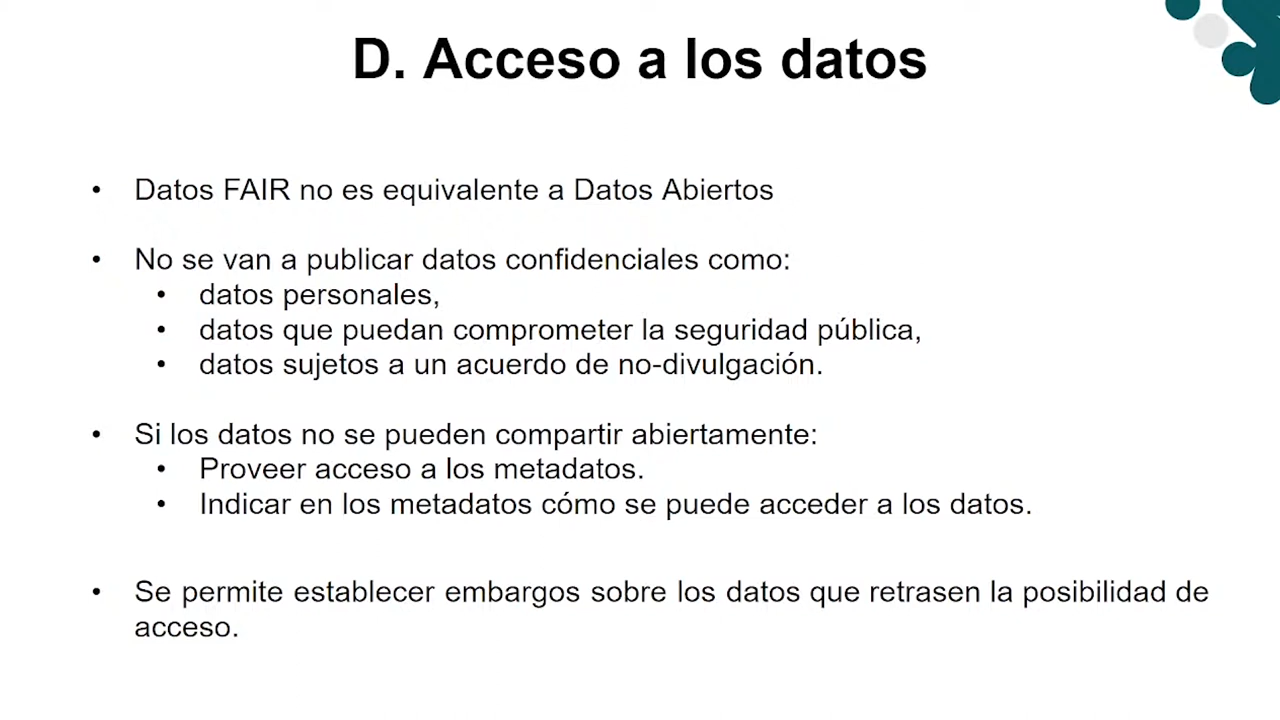 D. Acceso a los datos
• Datos FAIR no es equivalente a Datos Abiertos
• No se van a publicar datos confidenciales como:
• datos personales,
• datos que puedan comprometer la seguridad pública,
• datos sujetos a un acuerdo de no-divulgación.
• Si los datos no se pueden compartir abiertamente:
• Proveer acceso a los metadatos.
• Indicar en los metadatos cómo se puede acceder a los datos.
• Se permite establecer embargos sobre los datos que retrasen la posibilidad de
acceso.